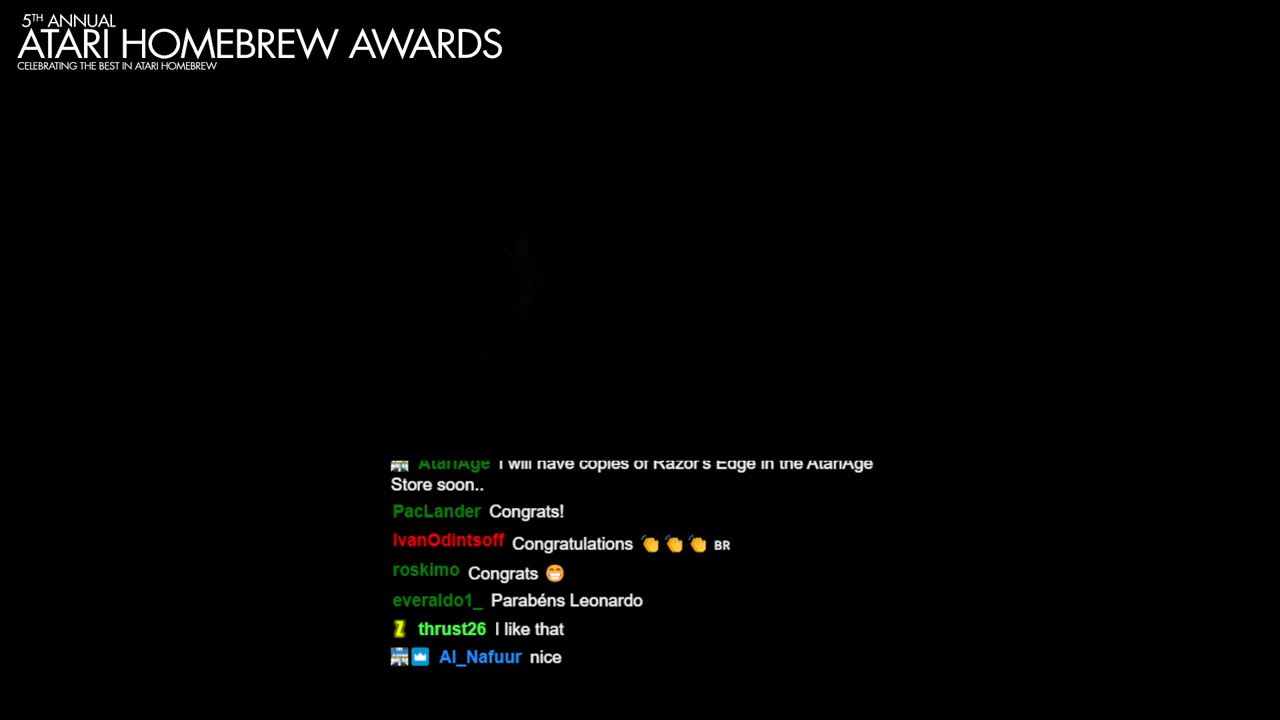 5TH ANNUAL
ATARI HOMEBREW AWARDS
CELEBRATING THE BEST IN ATARI HOMEBREW
AtariAge I will have copies of Razor's Edge in the AtariAge
Store soon..
PacLander Congrats!
IvanOdintsoff Congratulations 👏 👏 👏 BR
roskimo Congrats 😁
everaldo1_ Parabéns Leonardo
Z thrust26 I like that
Al_Nafuur nice